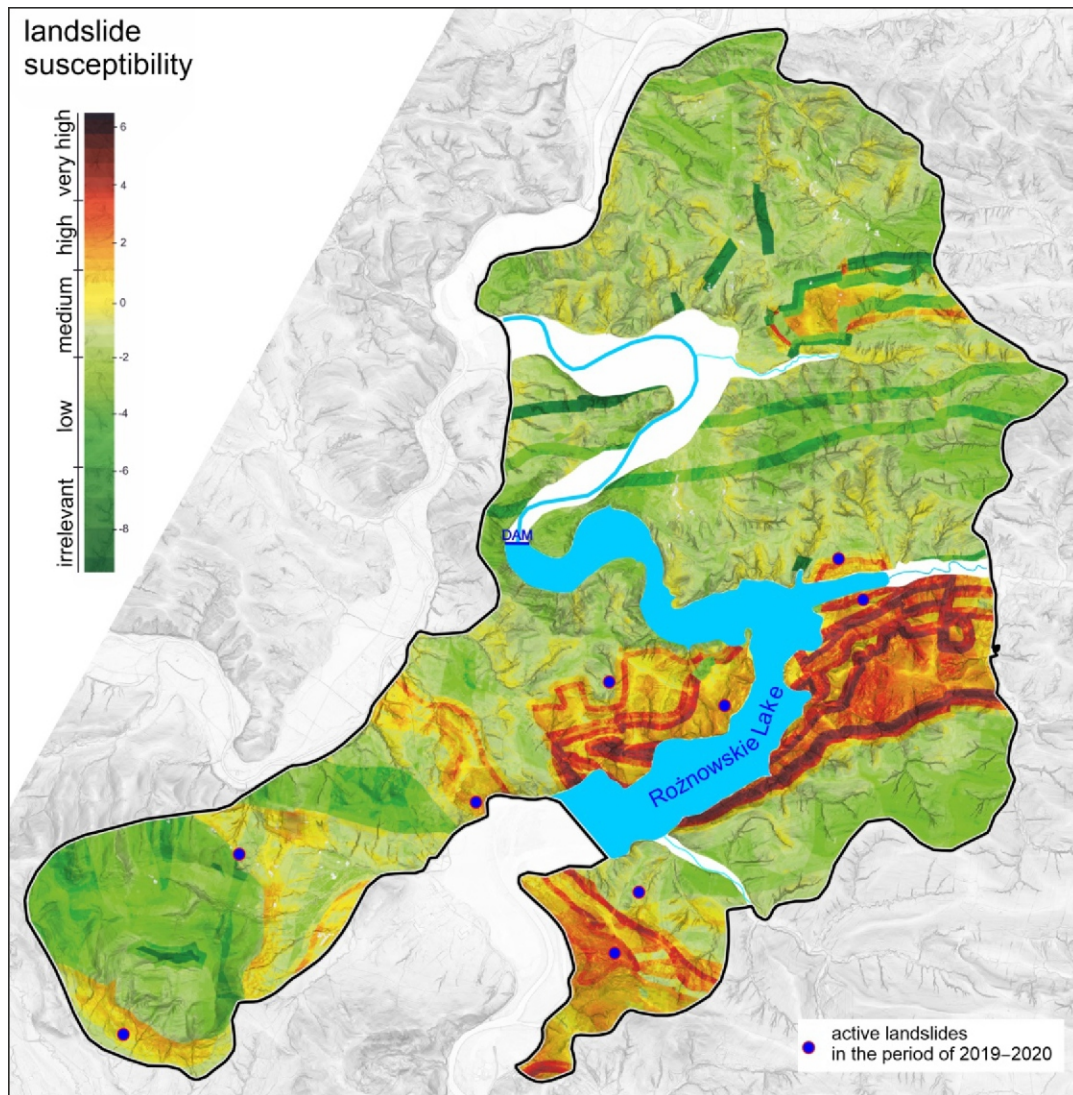 landslide
susceptibility
very high
high
medium
low
irrelevant
6
4
2
0
-2
-4
-6
-8
DAM
Rożnowskie Lake
active landslides
in the period of 2019–2020